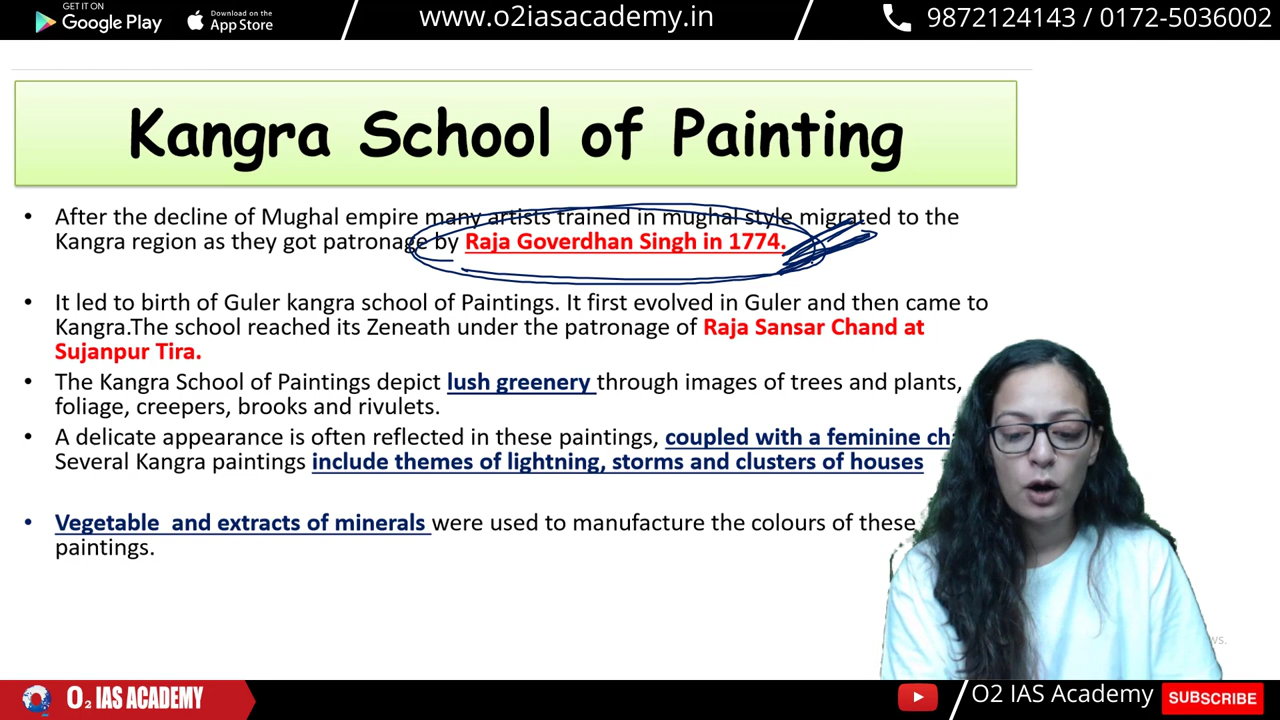 GET IT ON
Google Play
Download on the
App Store
www.o2iasacademy.in
9872124143 / 0172-5036002
Kangra School of Painting
• After the decline of Mughal empire many artists trained in mughal style migrated to the
Kangra region as they got patronage by Raja Goverdhan Singh in 1774.
• It led to birth of Guler kangra school of Paintings. It first evolved in Guler and then came to
Kangra.The school reached its Zeneath under the patronage of Raja Sansar Chand at
Sujanpur Tira.
• The Kangra School of Paintings depict lush greenery through images of trees and plants,
foliage, creepers, brooks and rivulets.
• A delicate appearance is often reflected in these paintings, coupled with a feminine ch
Several Kangra paintings include themes of lightning, storms and clusters of houses
• Vegetable and extracts of minerals were used to manufacture the colours of these
paintings.
O2 IAS ACADEMY
O2 IAS Academy
SUBSCRIBE